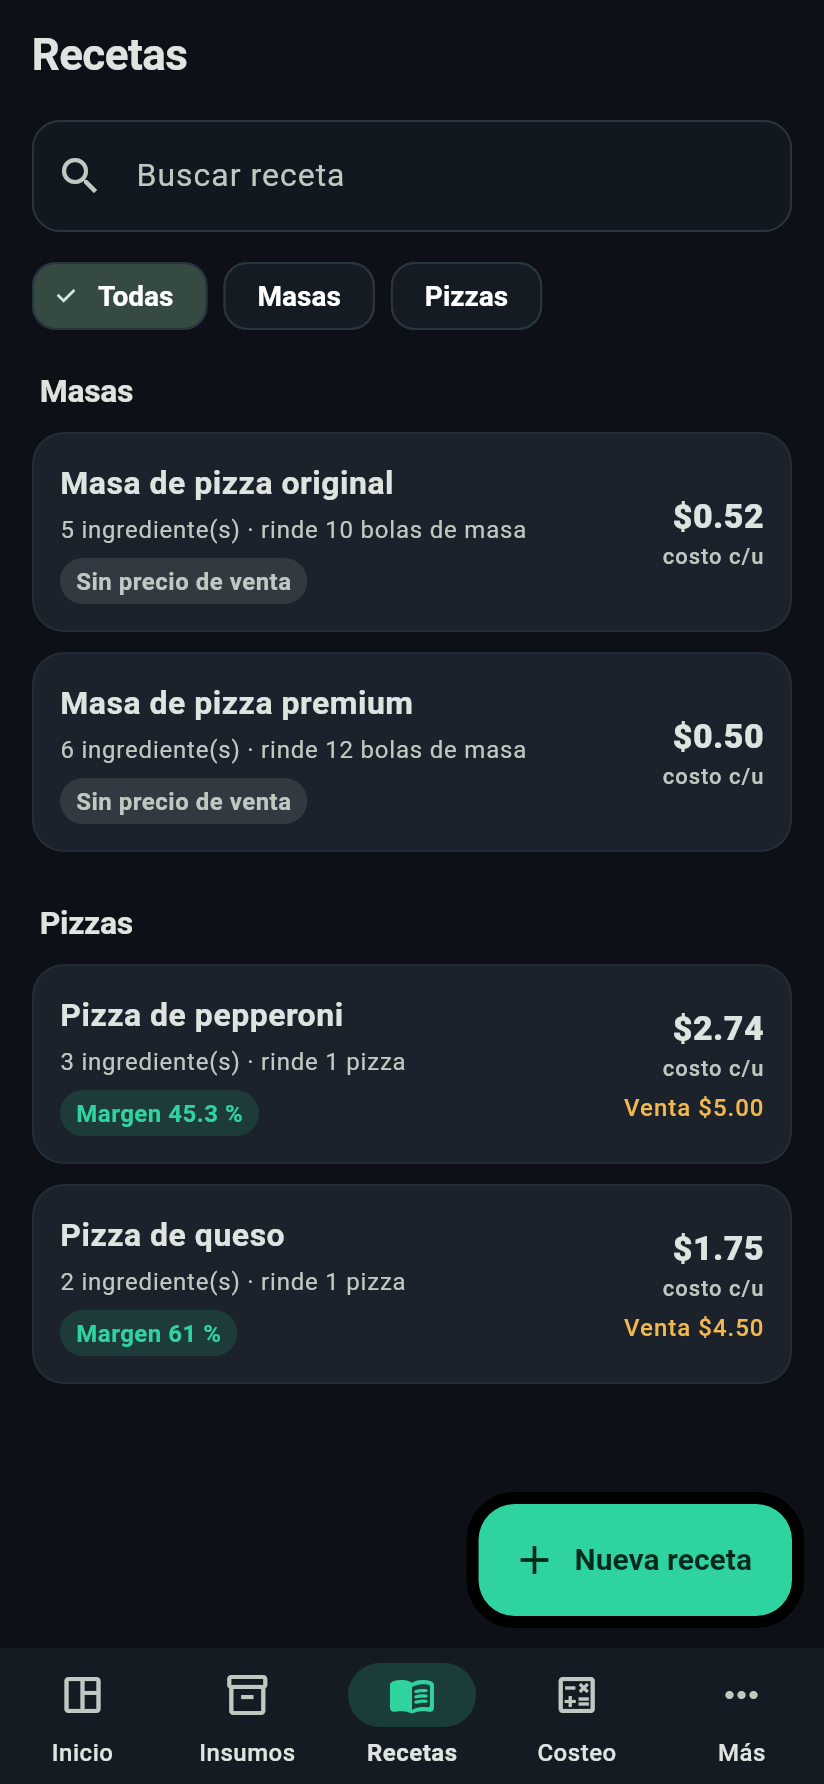 Recetas
Buscar receta
Todas
Masas
Pizzas
Masas
Masa de pizza original
5 ingrediente(s) · rinde 10 bolas de masa
Sin precio de venta
$0.52
costo c/u
Masa de pizza premium
6 ingrediente(s) · rinde 12 bolas de masa
Sin precio de venta
$0.50
costo c/u
Pizzas
Pizza de pepperoni
3 ingrediente(s) · rinde 1 pizza
Margen 45.3 %
$2.74
costo c/u
Venta $5.00
Pizza de queso
2 ingrediente(s) · rinde 1 pizza
Margen 61 %
$1.75
costo c/u
Venta $4.50
Nueva receta
Inicio
Insumos
Recetas
Costeo
Más